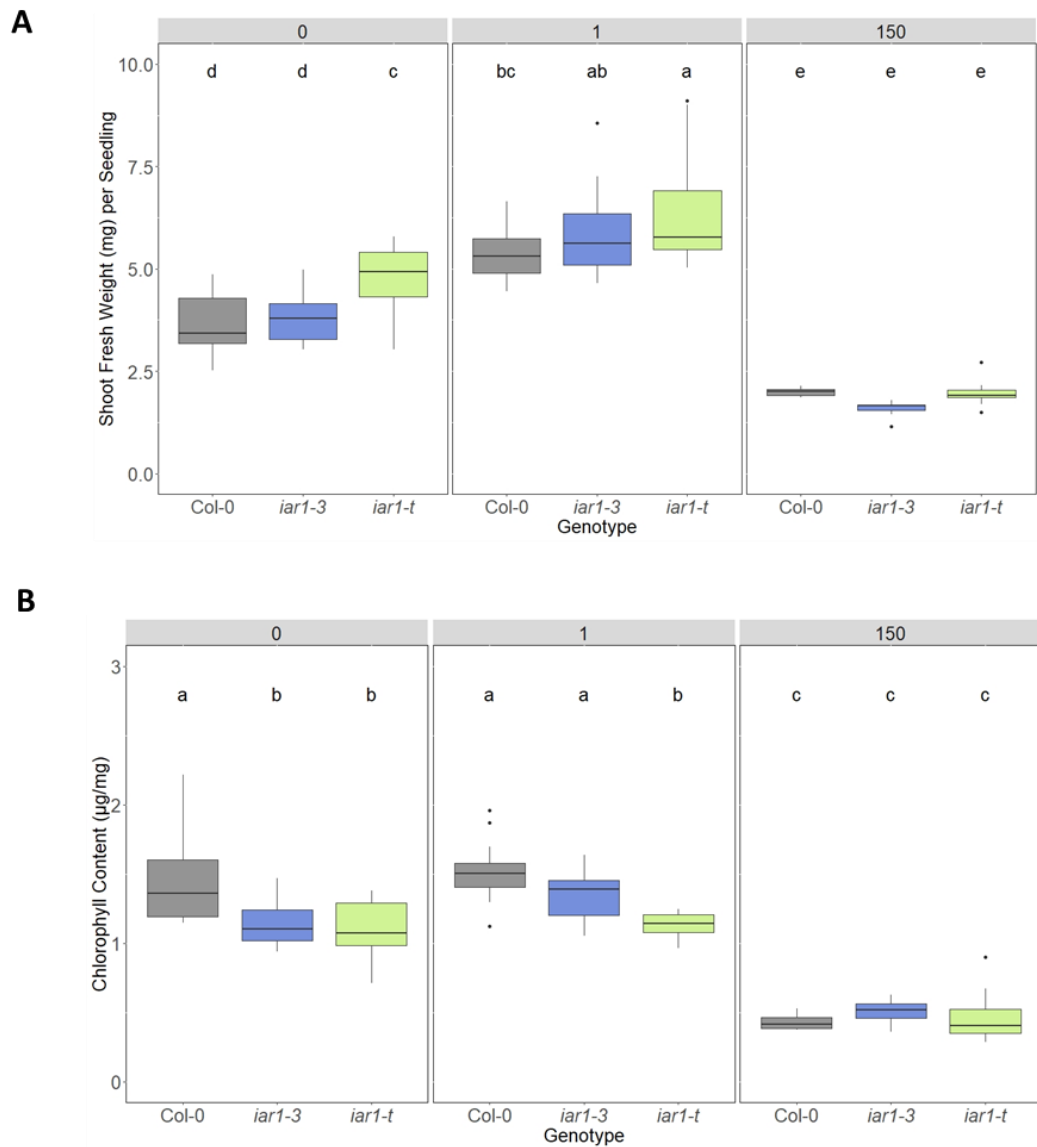 A
0 1 150
10.0
d d c bc ab a e e e
7.5
5.0
2.5
0.0
Shoot Fresh Weight (mg) per Seedling
Col-0 iar1-3 iar1-t Col-0 iar1-3 iar1-t Col-0 iar1-3 iar1-t
Genotype
B
0 1 150
3
a b b a a b c c c
2
1
0
Chlorophyll Content (µg/mg)
Col-0 iar1-3 iar1-t Col-0 iar1-3 iar1-t Col-0 iar1-3 iar1-t
Genotype